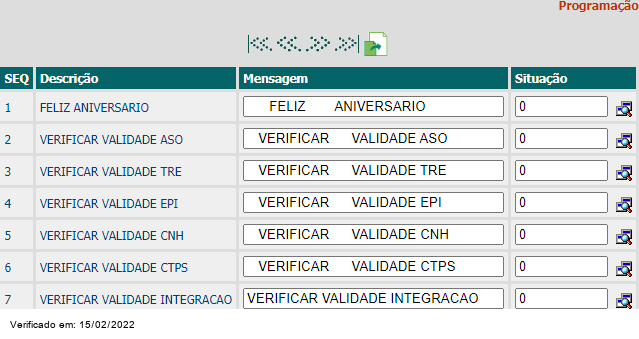 Programação
SEQ Descrição Mensagem Situação
1 FELIZ ANIVERSARIO FELIZ ANIVERSARIO 0
2 VERIFICAR VALIDADE ASO VERIFICAR VALIDADE ASO 0
3 VERIFICAR VALIDADE TRE VERIFICAR VALIDADE TRE 0
4 VERIFICAR VALIDADE EPI VERIFICAR VALIDADE EPI 0
5 VERIFICAR VALIDADE CNH VERIFICAR VALIDADE CNH 0
6 VERIFICAR VALIDADE CTPS VERIFICAR VALIDADE CTPS 0
7 VERIFICAR VALIDADE INTEGRACAO VERIFICAR VALIDADE INTEGRACAO 0
Verificado em: 15/02/2022